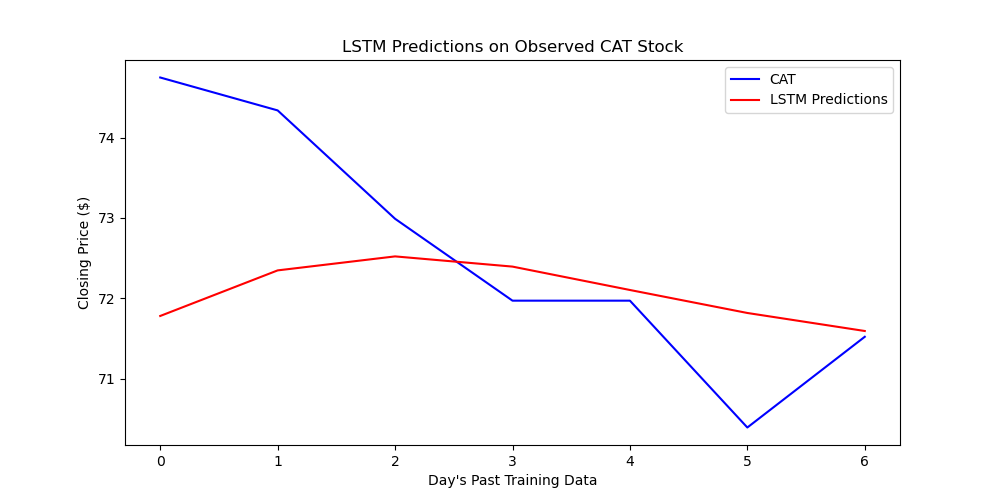 LSTM Predictions on Observed CAT Stock
CAT
LSTM Predictions
Closing Price ($)
74
73
72
71
0 1 2 3 4 5 6
Day's Past Training Data